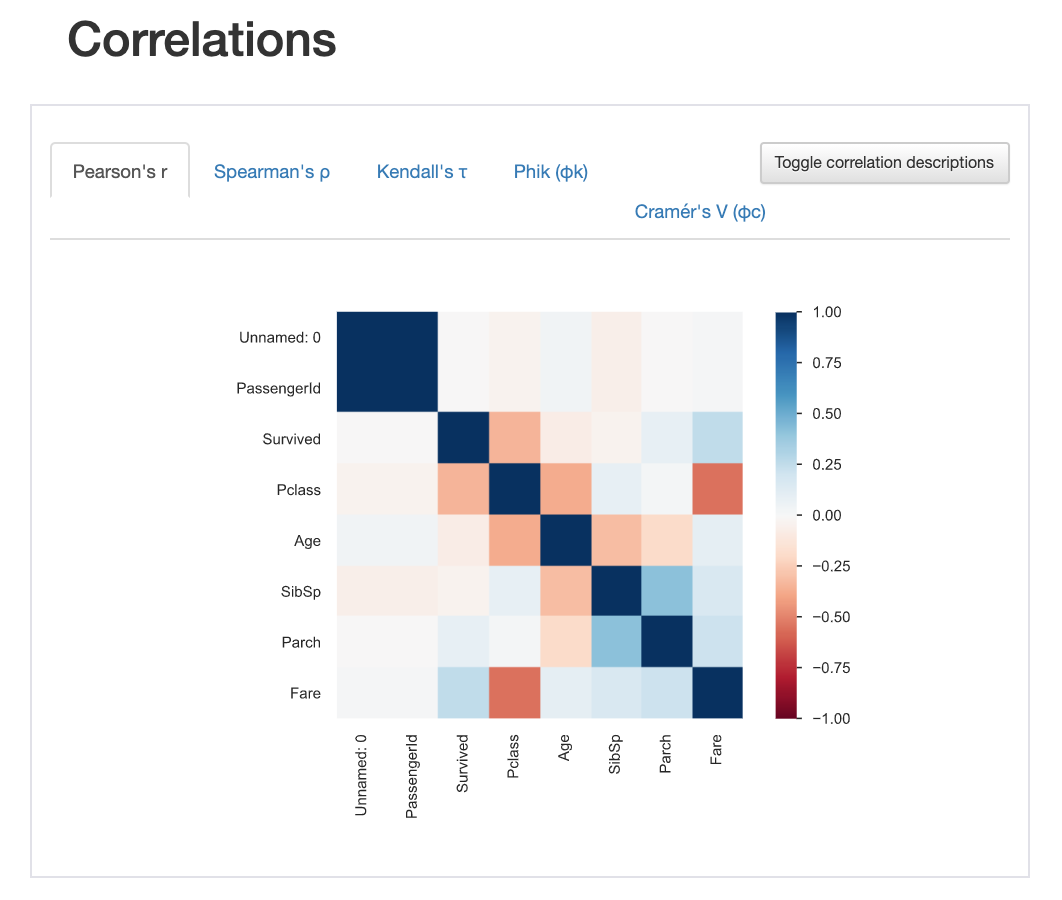 Correlations
Pearson's r
Spearman's ρ
Kendall's τ
Phik (φk)
Toggle correlation descriptions
Cramér's V (φc)
Unnamed: 0
PassengerId
Survived
Pclass
Age
SibSp
Parch
Fare
1.00
0.75
0.50
0.25
0.00
−0.25
−0.50
−0.75
−1.00
Unnamed: 0
PassengerId
Survived
Pclass
Age
SibSp
Parch
Fare